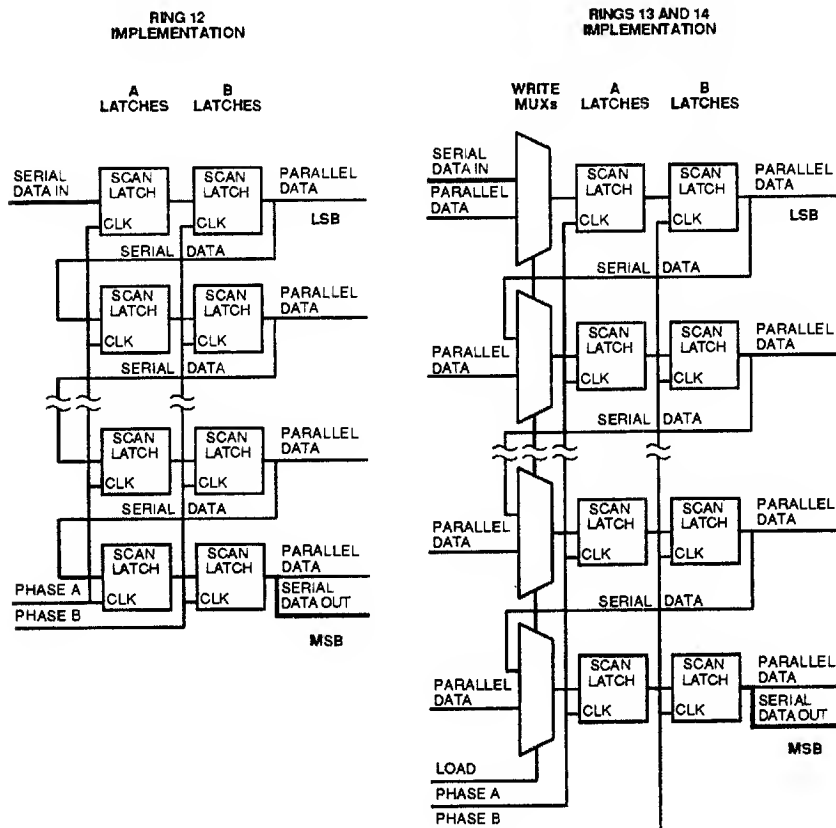 RING 12
IMPLEMENTATION
A
LATCHES
B
LATCHES
SERIAL
DATA IN
SCAN
LATCH
CLK
SCAN
LATCH
CLK
PARALLEL
DATA
LSB
SERIAL DATA
SCAN
LATCH
CLK
SCAN
LATCH
CLK
PARALLEL
DATA
SERIAL DATA
SCAN
LATCH
CLK
SCAN
LATCH
CLK
PARALLEL
DATA
SERIAL DATA
SCAN
LATCH
CLK
SCAN
LATCH
CLK
PARALLEL
DATA
SERIAL
DATA OUT
PHASE A
PHASE B
MSB
RINGS 13 AND 14
IMPLEMENTATION
WRITE
MUXs
A
LATCHES
B
LATCHES
SERIAL
DATA IN
PARALLEL
DATA
SCAN
LATCH
CLK
SCAN
LATCH
CLK
PARALLEL
DATA
LSB
SERIAL DATA
PARALLEL
DATA
SCAN
LATCH
CLK
SCAN
LATCH
CLK
PARALLEL
DATA
SERIAL DATA
PARALLEL
DATA
SCAN
LATCH
CLK
SCAN
LATCH
CLK
PARALLEL
DATA
SERIAL DATA
PARALLEL
DATA
SCAN
LATCH
CLK
SCAN
LATCH
CLK
PARALLEL
DATA
SERIAL
DATA OUT
MSB
LOAD
PHASE A
PHASE B